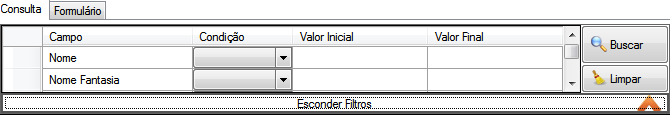 Consulta Formulário
Campo Condição Valor Inicial Valor Final
Nome
Nome Fantasia
Buscar
Limpar
Esconder Filtros